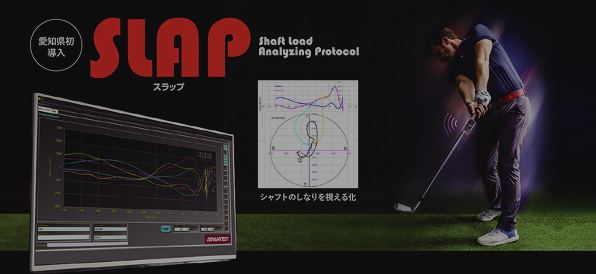 愛知県初
導入
SLAP
スラップ
Shaft Load
Analyzing Protocol
シャフトのしなりを視える化
ADVANTEST